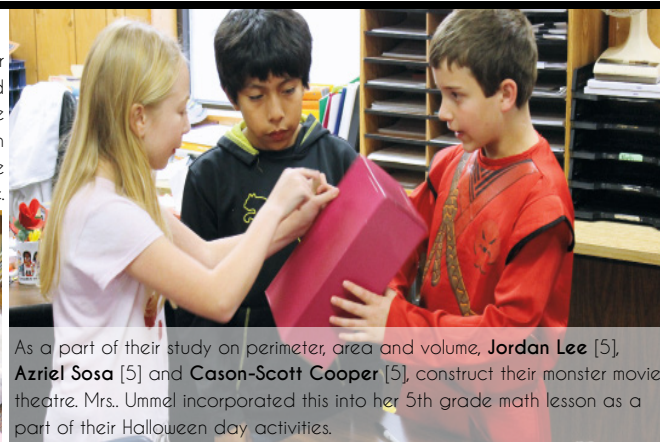 As a part of their study on perimeter, area and volume, Jordan Lee [5],
Azriel Sosa [5] and Cason-Scott Cooper [5], construct their monster movie
theatre. Mrs.. Ummel incorporated this into her 5th grade math lesson as a
part of their Halloween day activities.